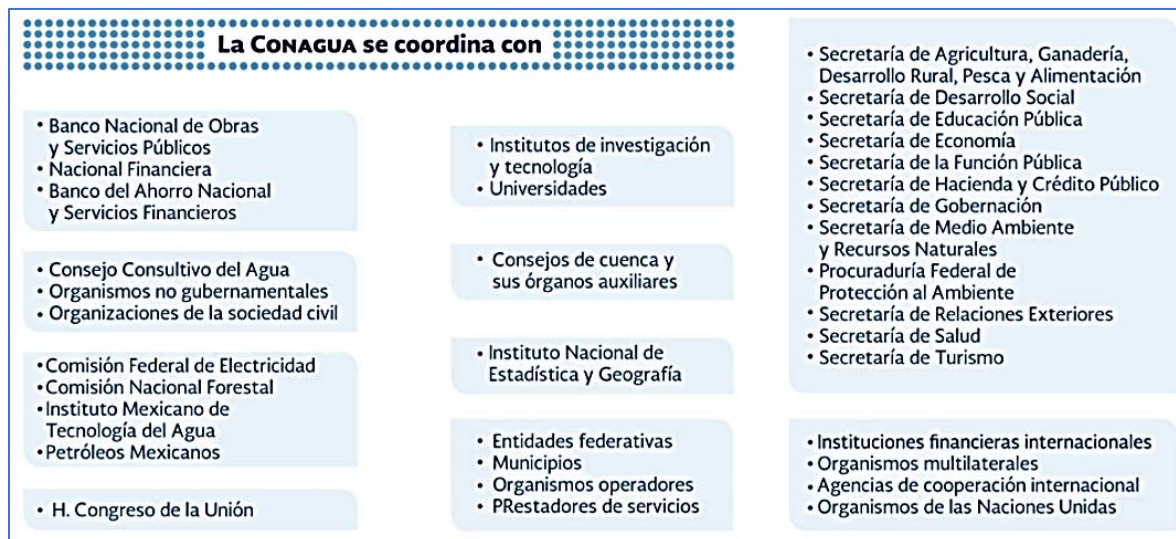 La CONAGUA se coordina con
• Banco Nacional de Obras
y Servicios Públicos
• Nacional Financiera
• Banco del Ahorro Nacional
y Servicios Financieros
• Consejo Consultivo del Agua
• Organismos no gubernamentales
• Organizaciones de la sociedad civil
• Comisión Federal de Electricidad
• Comisión Nacional Forestal
• Instituto Mexicano de
Tecnología del Agua
• Petróleos Mexicanos
• H. Congreso de la Unión
• Institutos de investigación
y tecnología
• Universidades
• Consejos de cuenca y
sus órganos auxiliares
• Instituto Nacional de
Estadística y Geografía
• Entidades federativas
• Municipios
• Organismos operadores
• PRestadores de servicios
• Secretaría de Agricultura, Ganadería,
Desarrollo Rural, Pesca y Alimentación
• Secretaría de Desarrollo Social
• Secretaría de Educación Pública
• Secretaría de Economía
• Secretaría de la Función Pública
• Secretaría de Hacienda y Crédito Público
• Secretaría de Gobernación
• Secretaría de Medio Ambiente
y Recursos Naturales
• Procuraduría Federal de
Protección al Ambiente
• Secretaría de Relaciones Exteriores
• Secretaría de Salud
• Secretaría de Turismo
• Instituciones financieras internacionales
• Organismos multilaterales
• Agencias de cooperación internacional
• Organismos de las Naciones Unidas